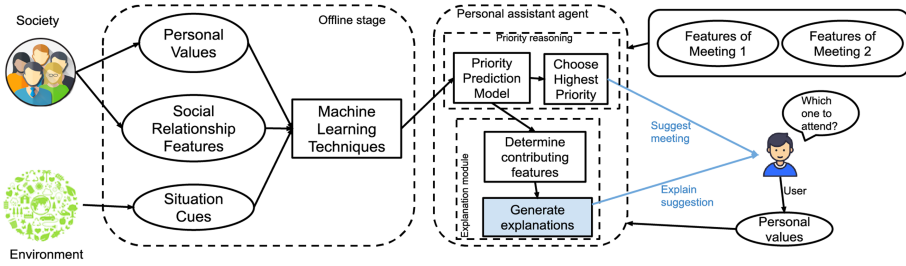 Society
Environment
Offline stage
Personal
Values
Social
Relationship
Features
Situation
Cues
Machine
Learning
Techniques
Personal assistant agent
Priority reasoning
Priority
Prediction
Model
Choose
Highest
Priority
Explanation module
Determine
contributing
features
Generate
explanations
Suggest
meeting
Explain
suggestion
Features of
Meeting 1
Features of
Meeting 2
Which
one to
attend?
User
Personal
values